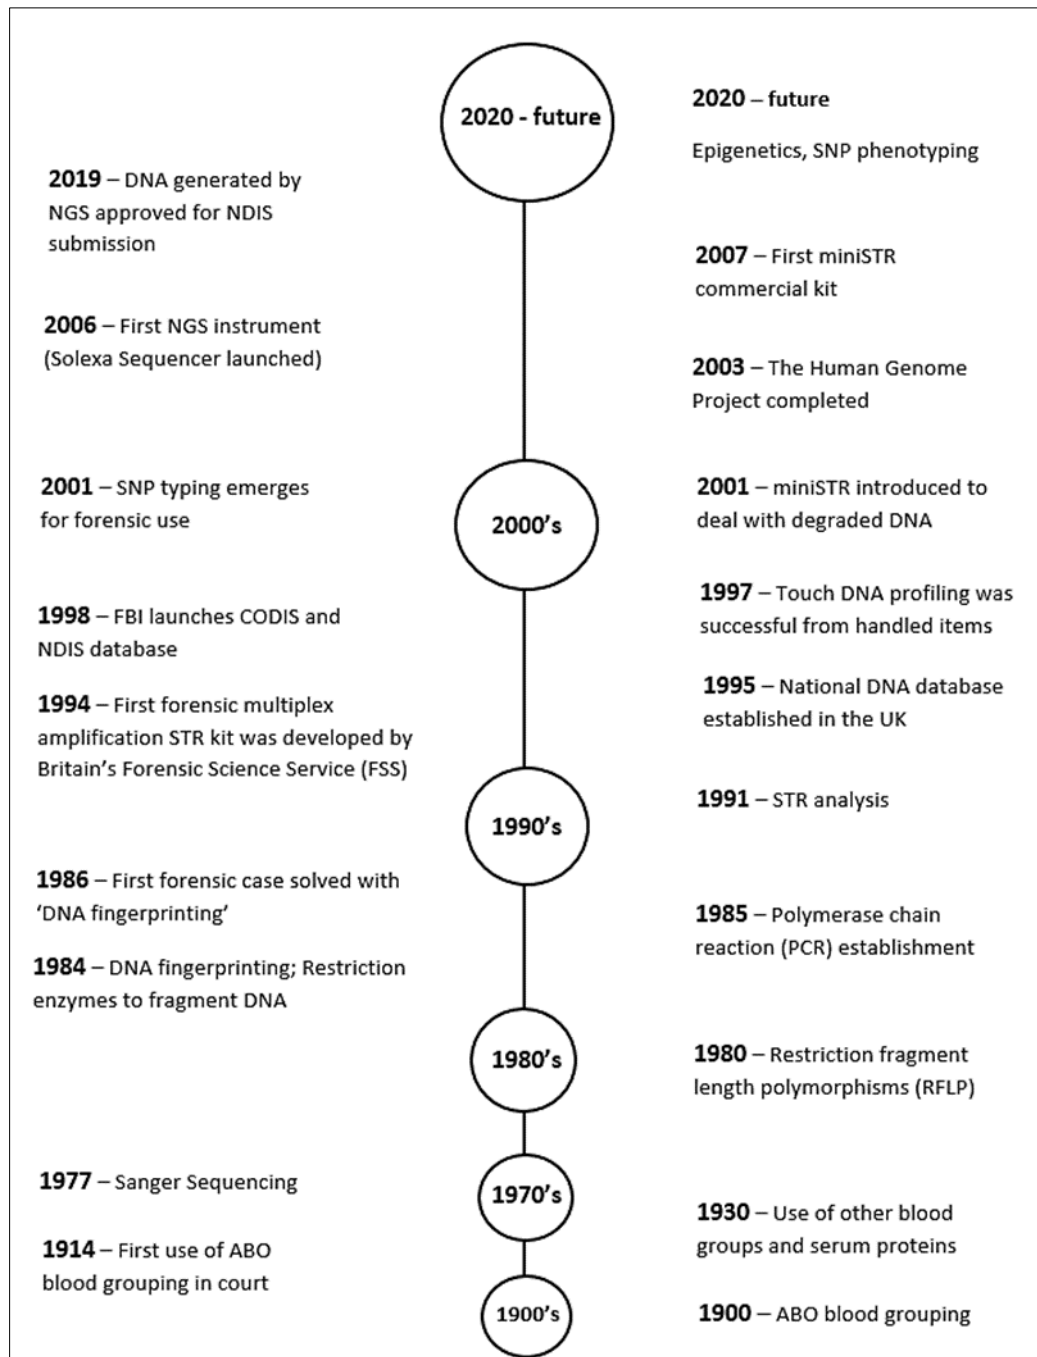 2020 - future
2020 – future
Epigenetics, SNP phenotyping
2019 – DNA generated by
NGS approved for NDIS
submission
2007 – First miniSTR
commercial kit
2006 – First NGS instrument
(Solexa Sequencer launched)
2003 – The Human Genome
Project completed
2001 – SNP typing emerges
for forensic use
2000's
2001 – miniSTR introduced to
deal with degraded DNA
1997 – Touch DNA profiling was
successful from handled items
1998 – FBI launches CODIS and
NDIS database
1995 – National DNA database
established in the UK
1994 – First forensic multiplex
amplification STR kit was developed by
Britain's Forensic Science Service (FSS)
1990's
1991 – STR analysis
1986 – First forensic case solved with
'DNA fingerprinting'
1985 – Polymerase chain
reaction (PCR) establishment
1984 – DNA fingerprinting; Restriction
enzymes to fragment DNA
1980's
1980 – Restriction fragment
length polymorphisms (RFLP)
1977 – Sanger Sequencing
1970's
1930 – Use of other blood
groups and serum proteins
1914 – First use of ABO
blood grouping in court
1900's
1900 – ABO blood grouping